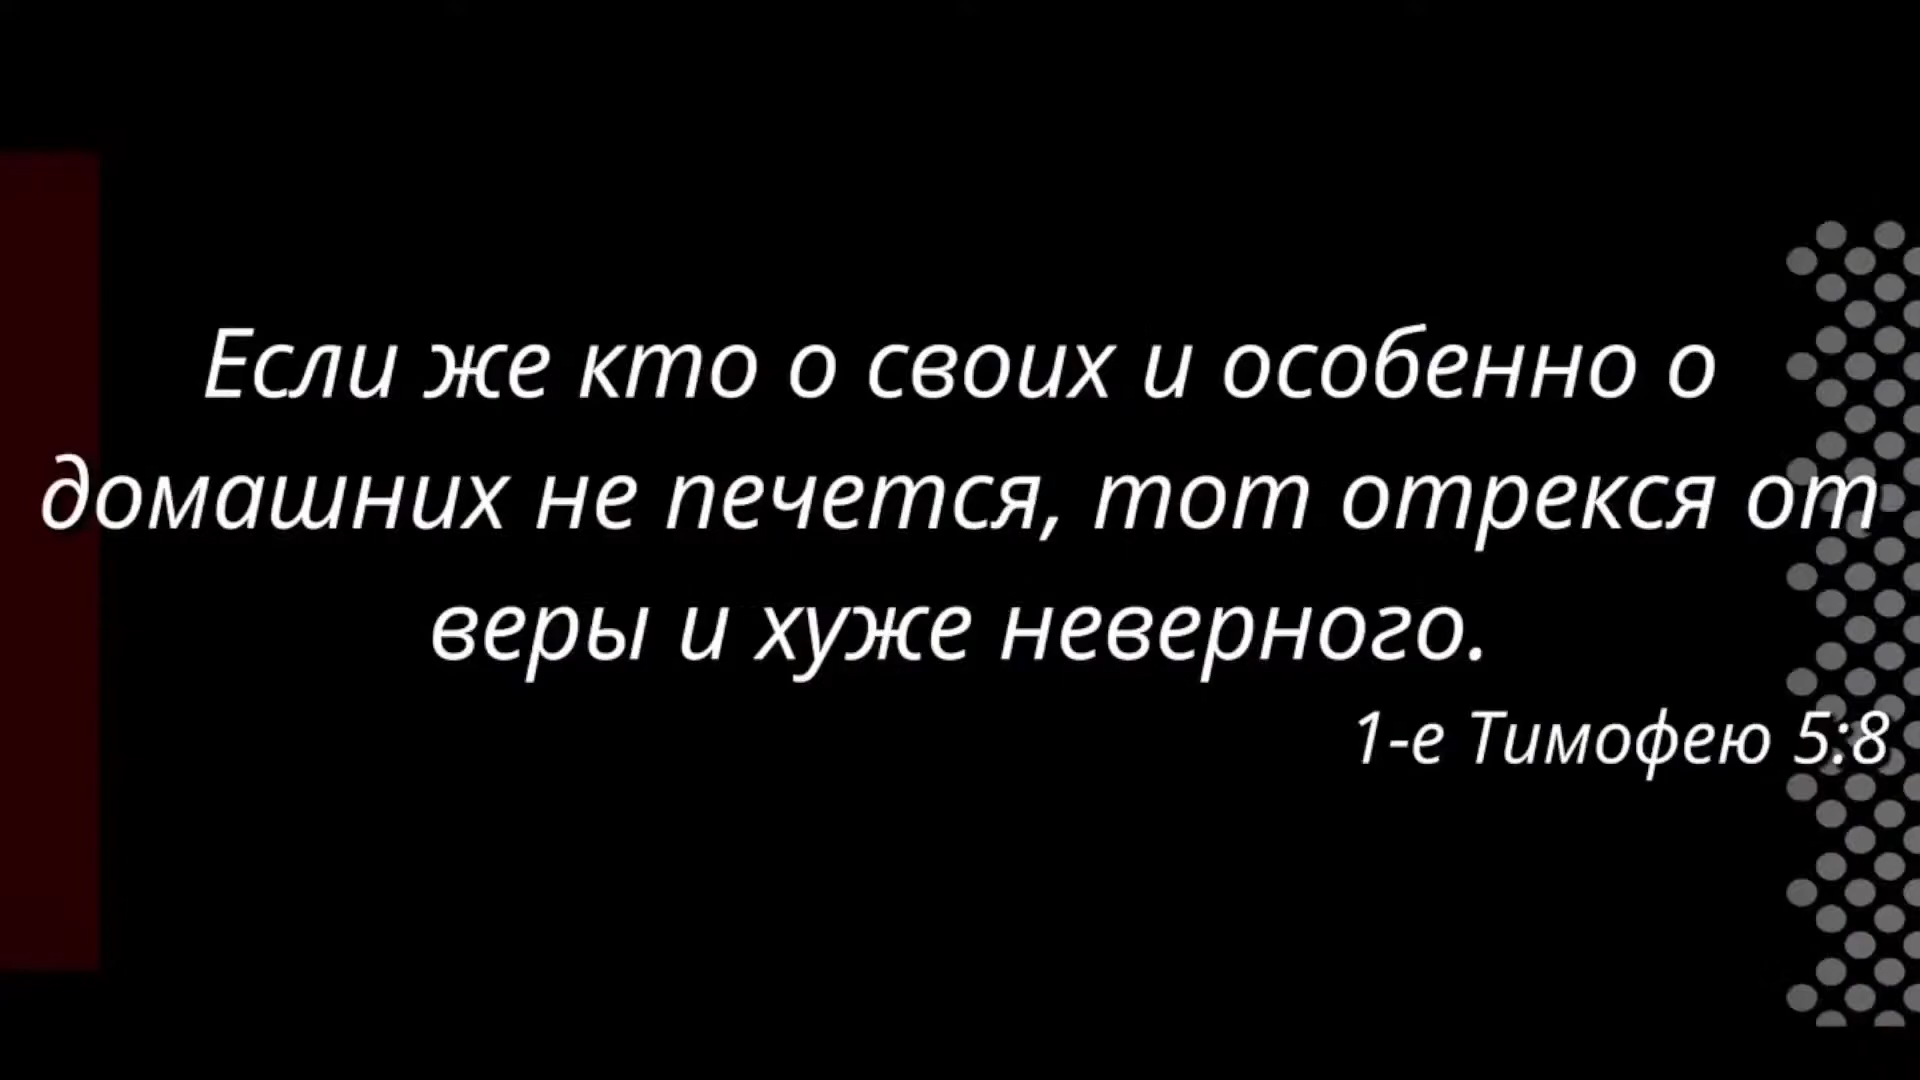 Если же кто о своих и особенно о
домашних не печется, тот отрекся от
веры и хуже неверного.
1-е Тимофею 5:8